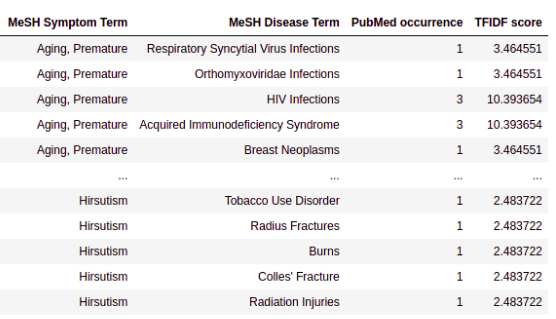 MeSH Symptom Term MeSH Disease Term PubMed occurrence TFIDF score
Aging, Premature Respiratory Syncytial Virus Infections 1 3.464551
Aging, Premature Orthomyxoviridae Infections 1 3.464551
Aging, Premature HIV Infections 3 10.393654
Aging, Premature Acquired Immunodeficiency Syndrome 3 10.393654
Aging, Premature Breast Neoplasms 1 3.464551
... ... ... ...
Hirsutism Tobacco Use Disorder 1 2.483722
Hirsutism Radius Fractures 1 2.483722
Hirsutism Burns 1 2.483722
Hirsutism Colles' Fracture 1 2.483722
Hirsutism Radiation Injuries 1 2.483722